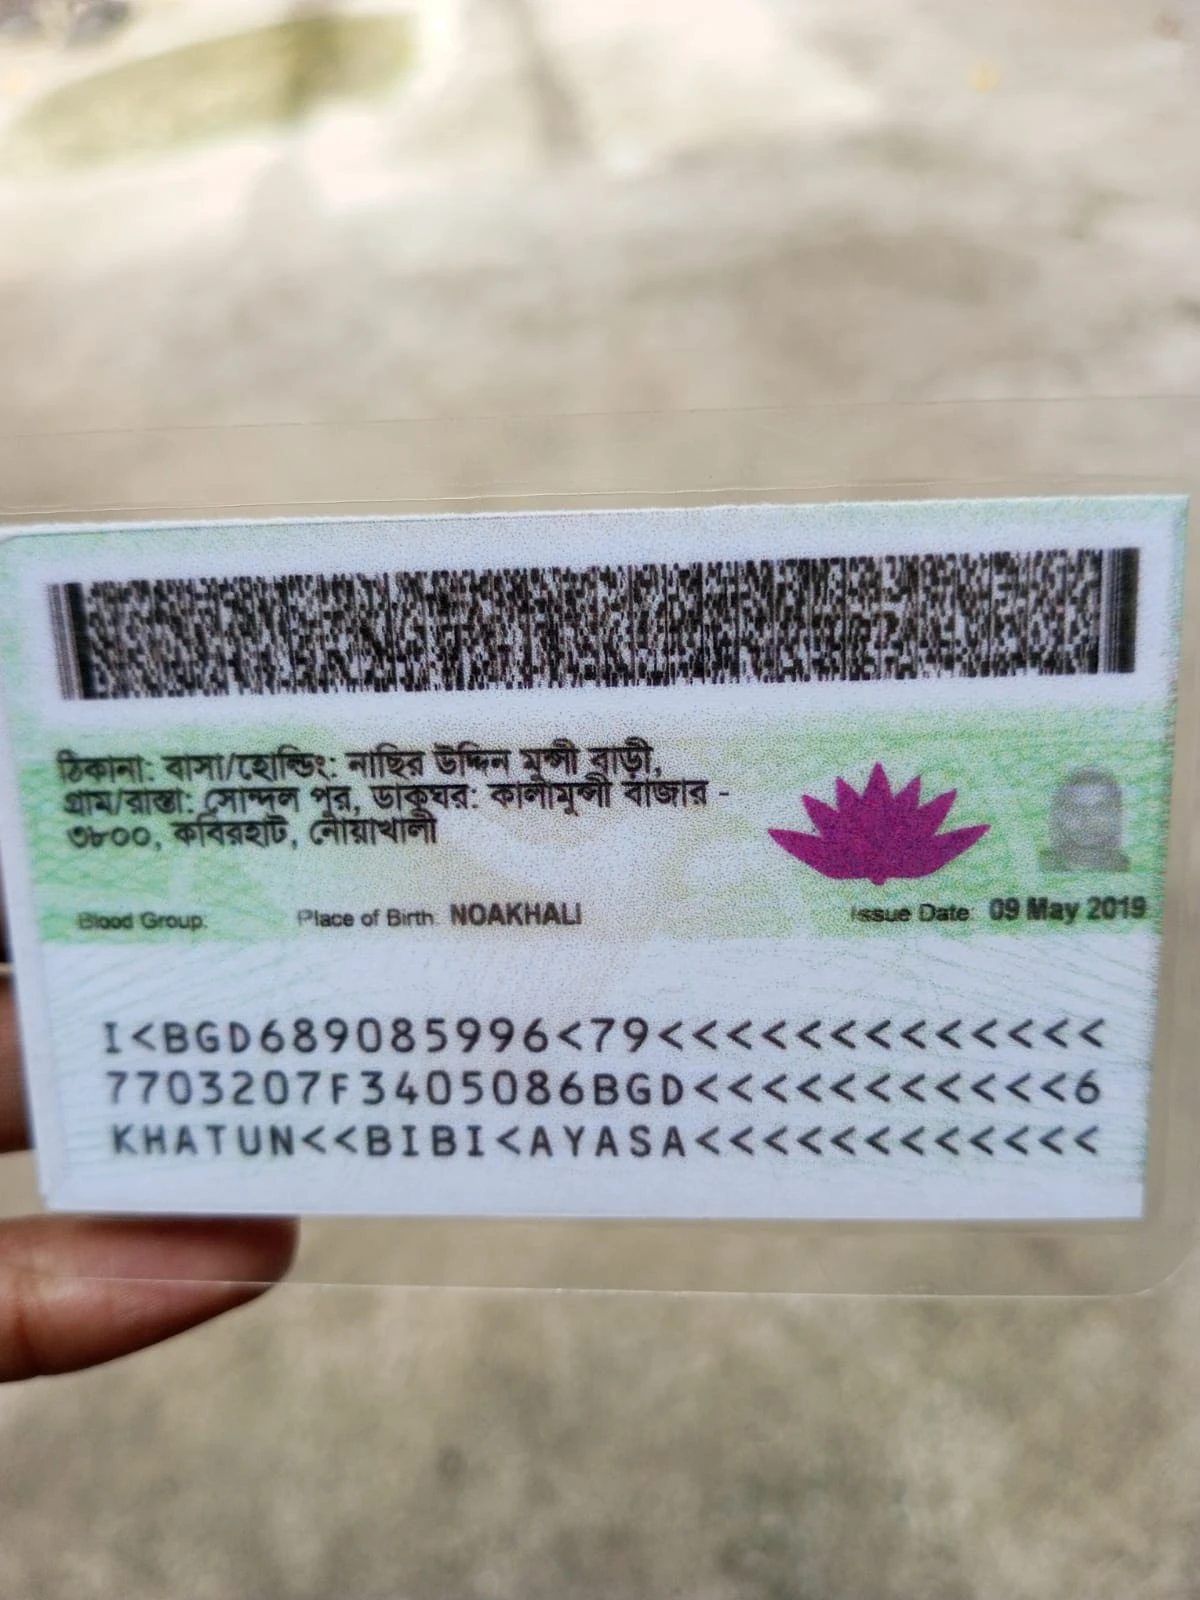 ঠিকানা: বাসা/হোল্ডিং: নাছির উদ্দিন মুন্সী বাড়ী,
গ্রাম/রাস্তা: সোন্দল পুর, ডাকঘর: কালামুন্সী বাজার -
৩৮০০, কবিরহাট, নোয়াখালী
Blood Group: Place of Birth: NOAKHALI Issue Date: 09 May 2019
I<BGD689085996<79<<<<<<<<<<<<<<
7703207F3405086BGD<<<<<<<<<<<<6
KHATUN<<BIBI<AYASA<<<<<<<<<<<<<